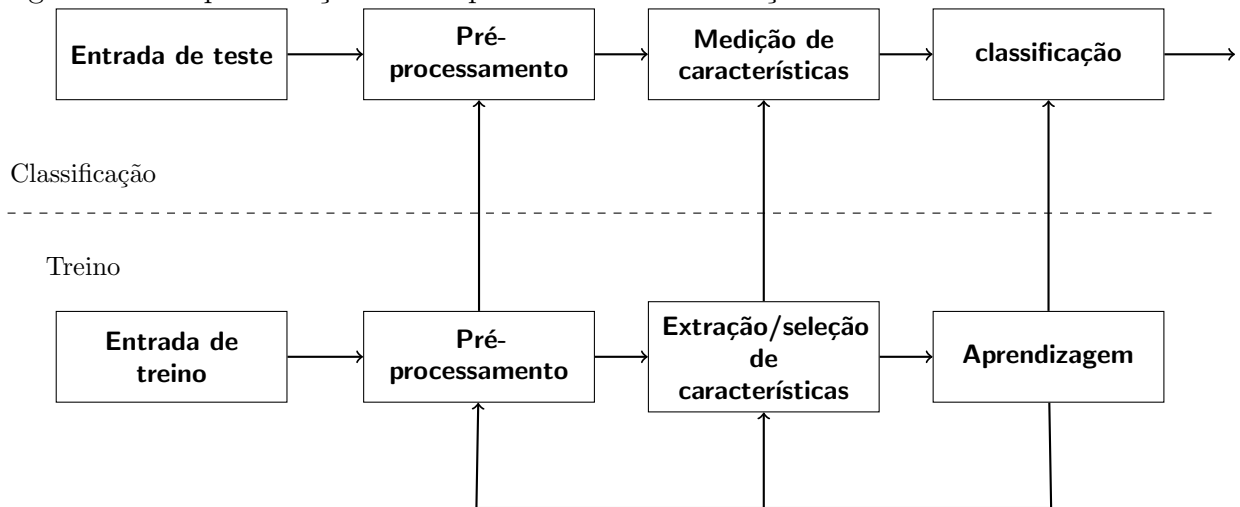 Entrada de teste
Pré-
processamento
Medição de
características
classificação
Classificação
Treino
Entrada de
treino
Pré-
processamento
Extração/seleção
de
características
Aprendizagem